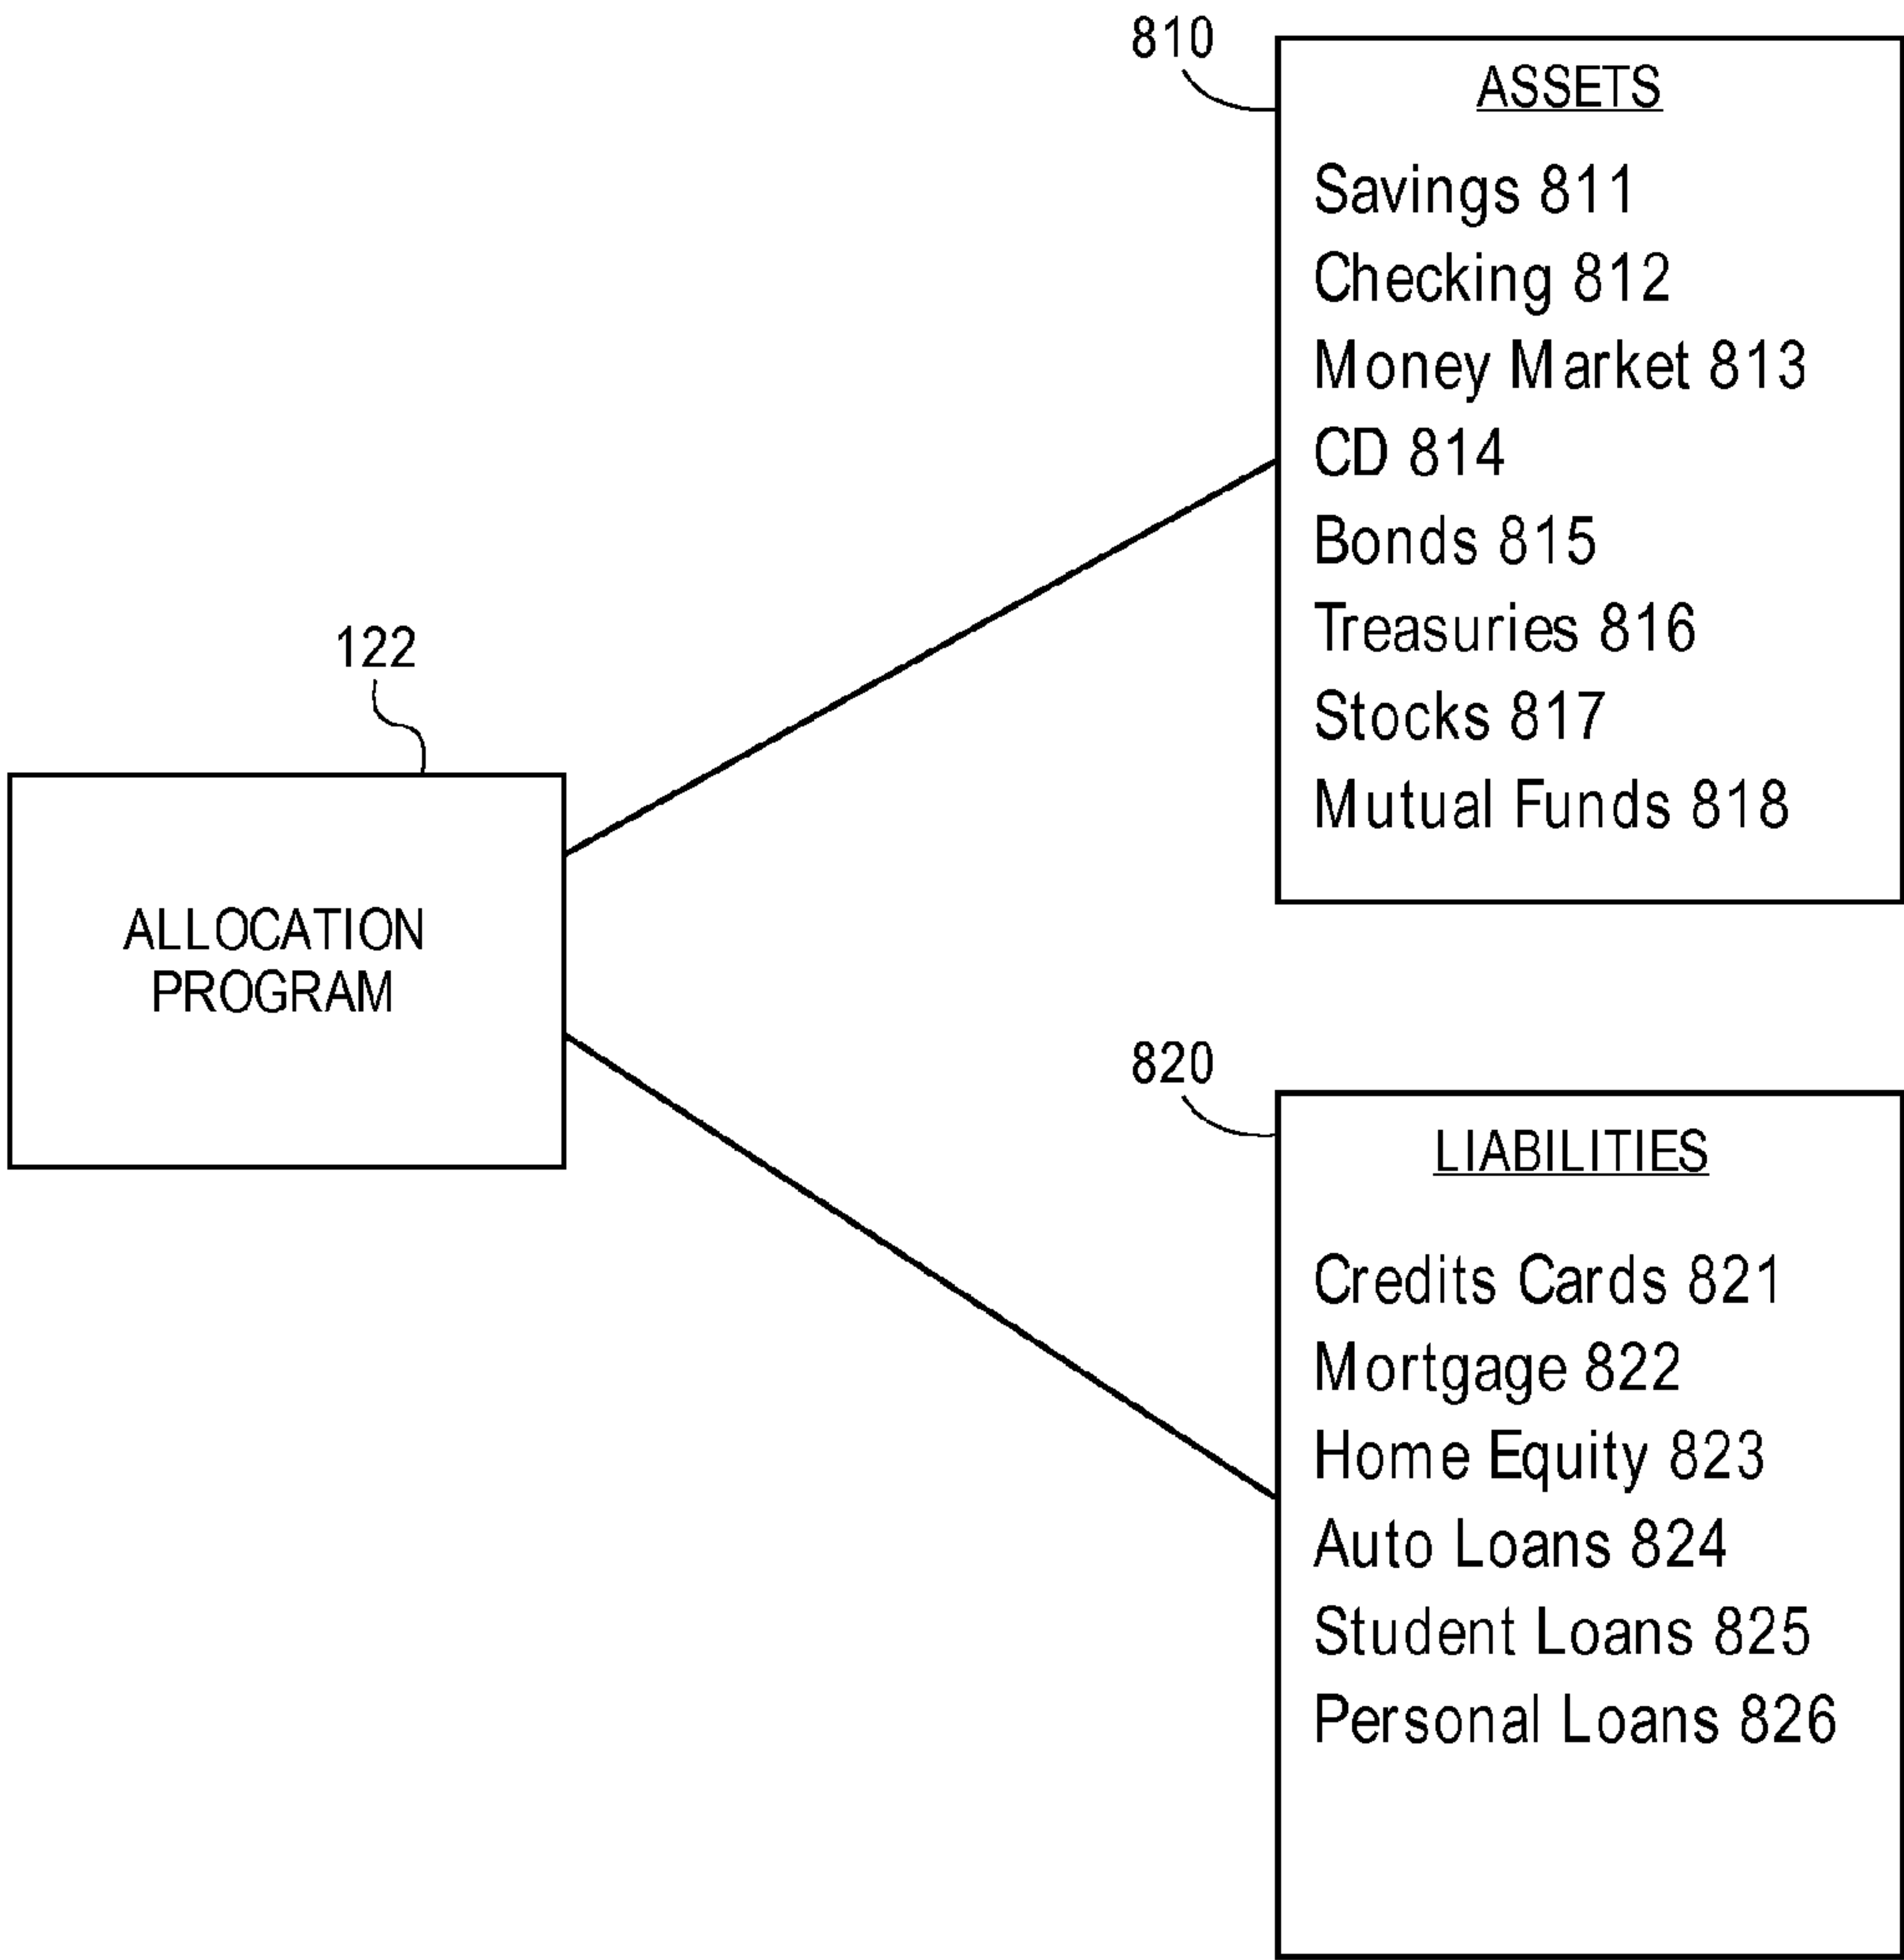 810
ASSETS
Savings 811
Checking 812
Money Market 813
CD 814
Bonds 815
Treasuries 816
Stocks 817
Mutual Funds 818
122
ALLOCATION
PROGRAM
820
LIABILITIES
Credits Cards 821
Mortgage 822
Home Equity 823
Auto Loans 824
Student Loans 825
Personal Loans 826